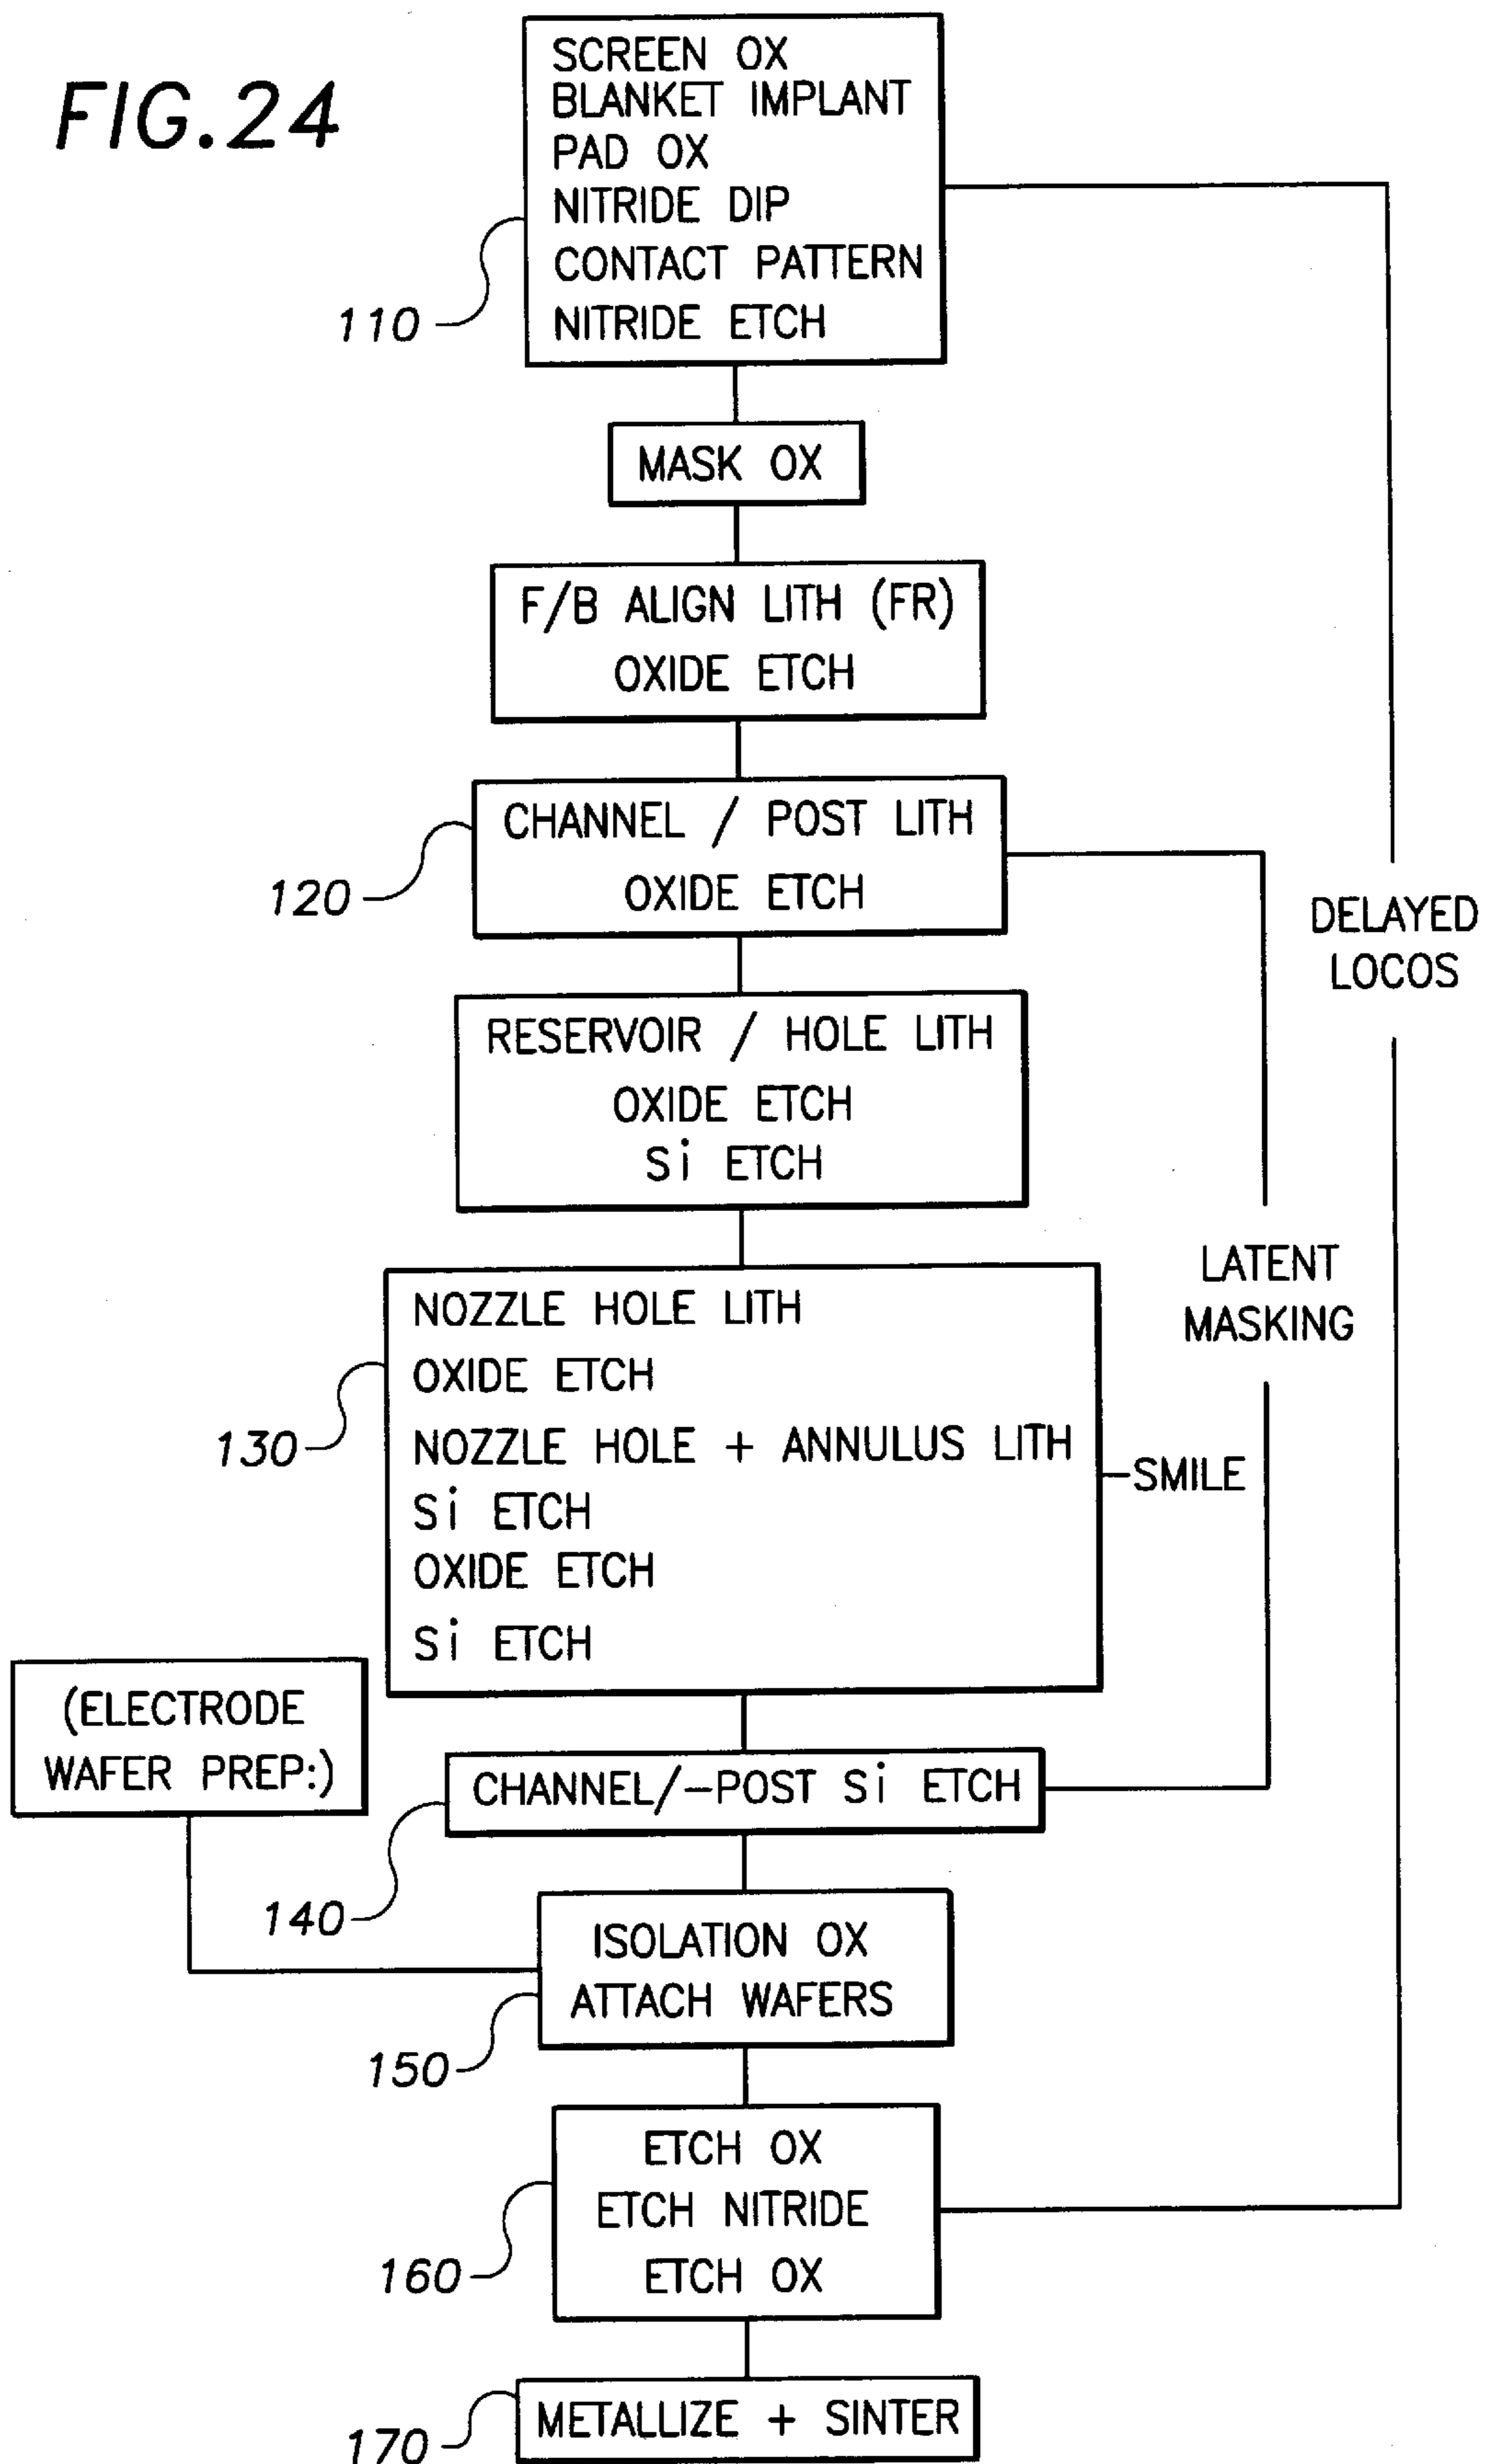 FIG.24
SCREEN OX
BLANKET IMPLANT
PAD OX
NITRIDE DIP
CONTACT PATTERN
NITRIDE ETCH
110
MASK OX
F/B ALIGN LITH (FR)
OXIDE ETCH
CHANNEL / POST LITH
OXIDE ETCH
120
DELAYED
LOCOS
RESERVOIR / HOLE LITH
OXIDE ETCH
Si ETCH
LATENT
MASKING
NOZZLE HOLE LITH
OXIDE ETCH
NOZZLE HOLE + ANNULUS LITH
Si ETCH
OXIDE ETCH
Si ETCH
130
SMILE
(ELECTRODE
WAFER PREP:)
CHANNEL/-POST Si ETCH
140
ISOLATION OX
ATTACH WAFERS
150
ETCH OX
ETCH NITRIDE
ETCH OX
160
METALLIZE + SINTER
170